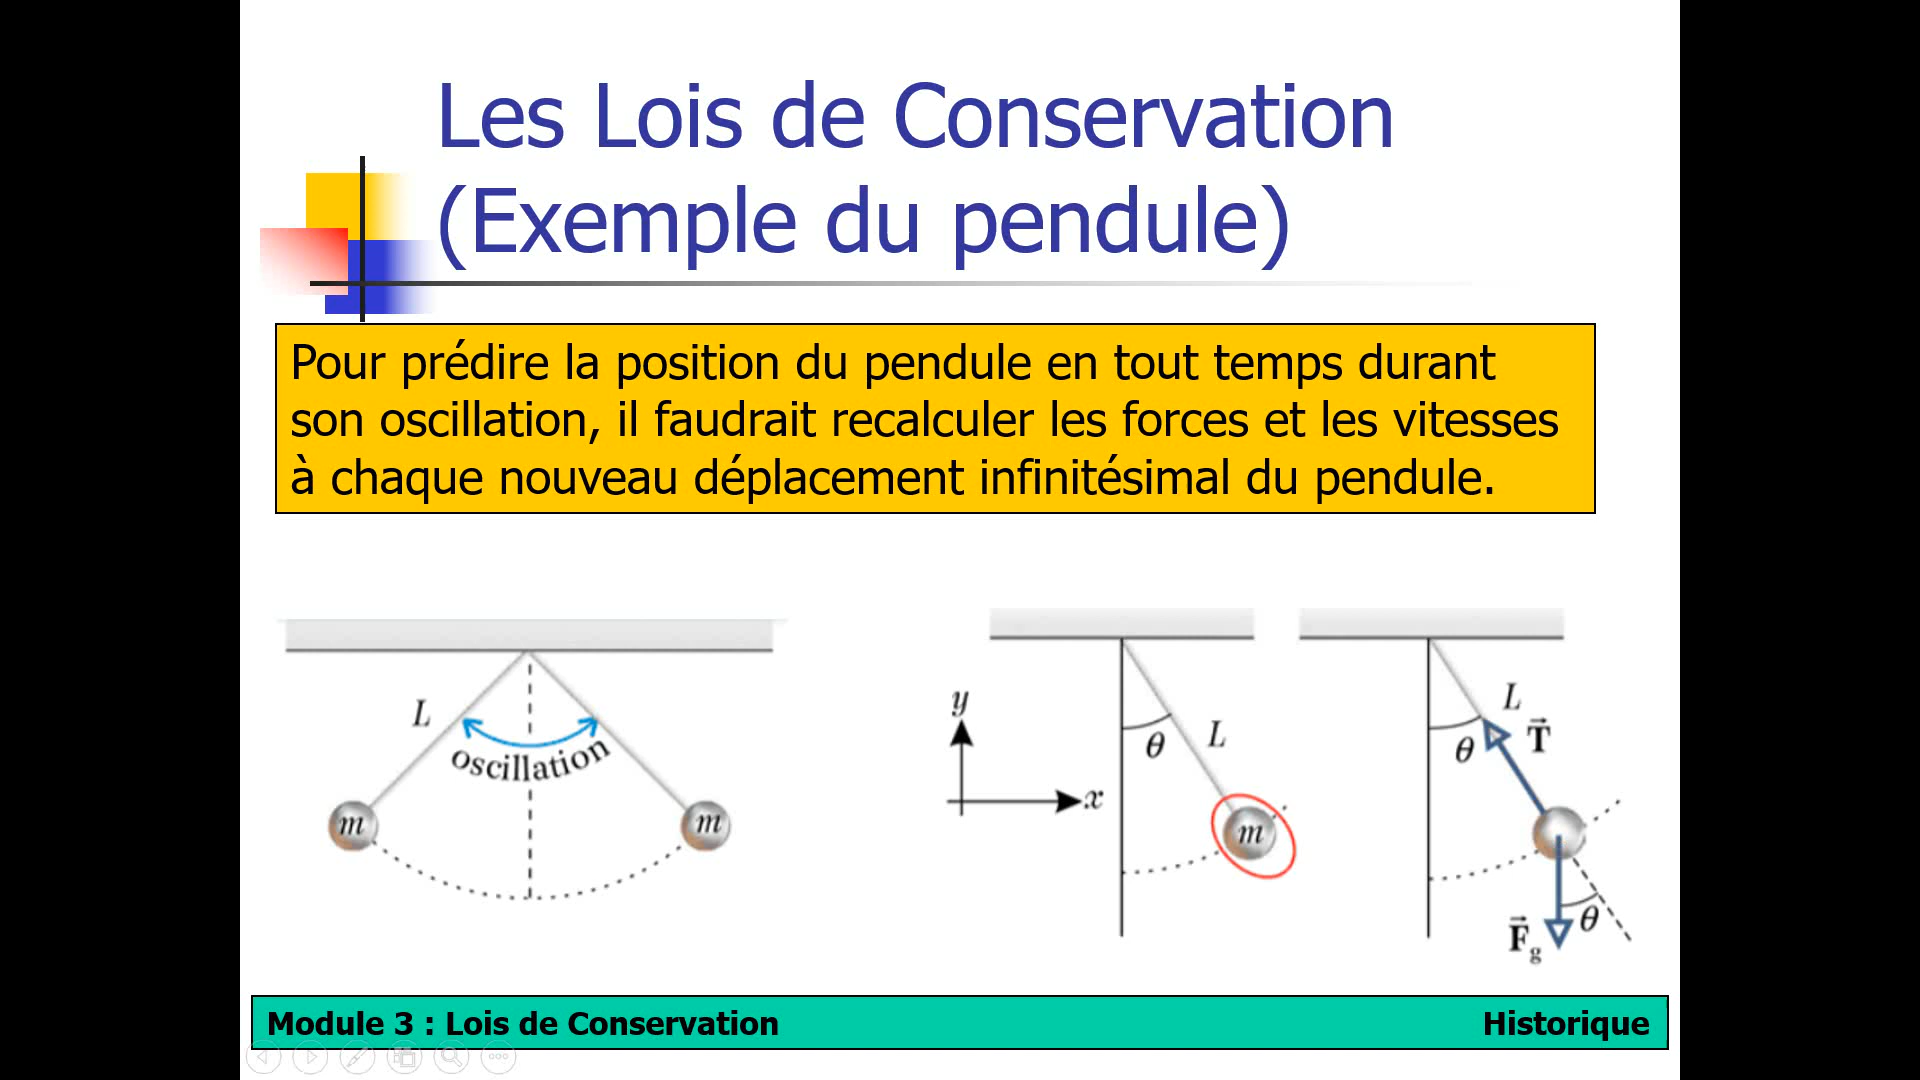 Les Lois de Conservation
(Exemple du pendule)
Pour prédire la position du pendule en tout temps durant
son oscillation, il faudrait recalculer les forces et les vitesses
à chaque nouveau déplacement infinitésimal du pendule.
L
oscillation
m
m
y
x
θ
L
m
L
θ
T⃗
F⃗g
θ
Module 3 : Lois de Conservation
Historique